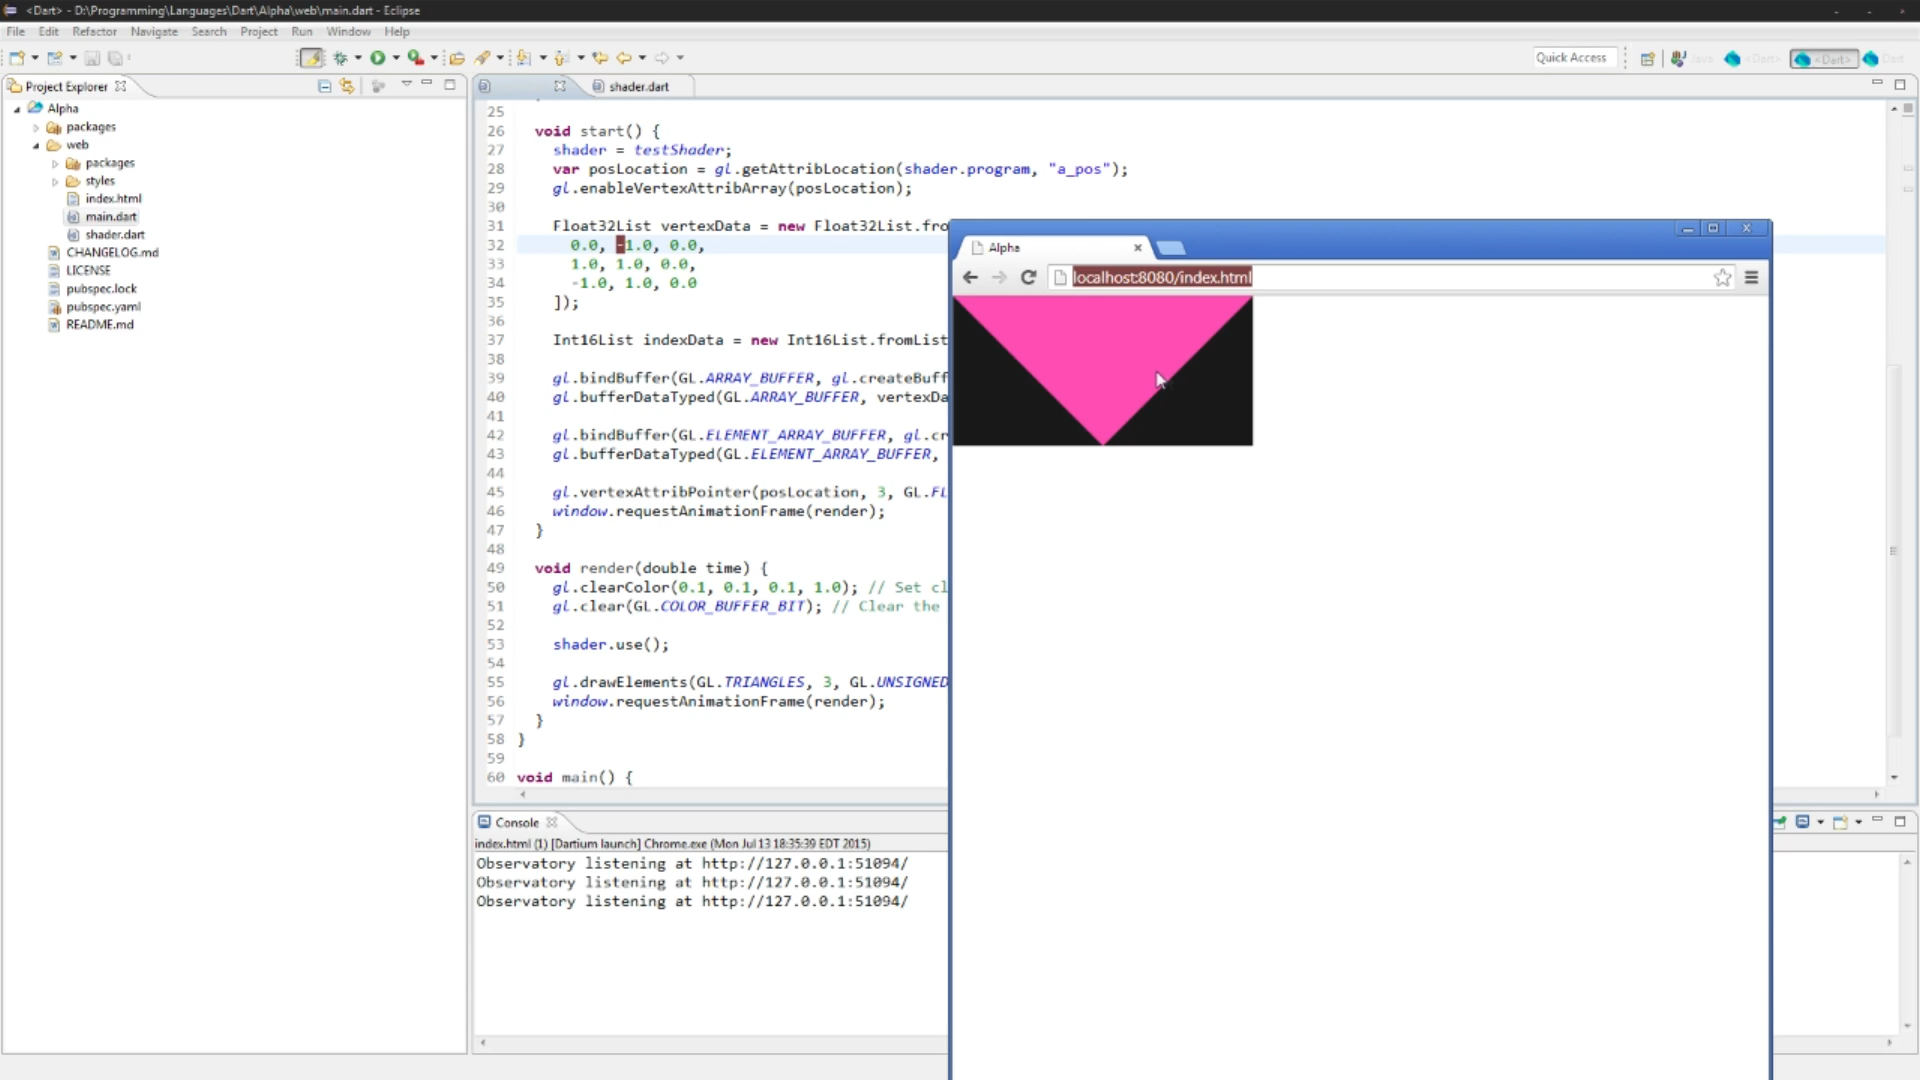 <Dart> - D:\Programming\Languages\Dart\Alpha\web\main.dart - Eclipse
File Edit Refactor Navigate Search Project Run Window Help
Quick Access
Java <Dart> <Dart> Dart
Project Explorer
Alpha
packages
web
packages
styles
index.html
main.dart
shader.dart
CHANGELOG.md
LICENSE
pubspec.lock
pubspec.yaml
README.md
shader.dart
25
26 void start() {
27 shader = testShader;
28 var posLocation = gl.getAttribLocation(shader.program, "a_pos");
29 gl.enableVertexAttribArray(posLocation);
30
31 Float32List vertexData = new Float32List.fro
32 0.0, -1.0, 0.0,
33 1.0, 1.0, 0.0,
34 -1.0, 1.0, 0.0
35 ]);
36
37 Int16List indexData = new Int16List.fromList
38
39 gl.bindBuffer(GL.ARRAY_BUFFER, gl.createBuff
40 gl.bufferDataTyped(GL.ARRAY_BUFFER, vertexDa
41
42 gl.bindBuffer(GL.ELEMENT_ARRAY_BUFFER, gl.cr
43 gl.bufferDataTyped(GL.ELEMENT_ARRAY_BUFFER,
44
45 gl.vertexAttribPointer(posLocation, 3, GL.FL
46 window.requestAnimationFrame(render);
47 }
48
49 void render(double time) {
50 gl.clearColor(0.1, 0.1, 0.1, 1.0); // Set cl
51 gl.clear(GL.COLOR_BUFFER_BIT); // Clear the
52
53 shader.use();
54
55 gl.drawElements(GL.TRIANGLES, 3, GL.UNSIGNED
56 window.requestAnimationFrame(render);
57 }
58 }
59
60 void main() {
Alpha
localhost:8080/index.html
Console
index.html (1) [Dartium launch] Chrome.exe (Mon Jul 13 18:35:39 EDT 2015)
Observatory listening at http://127.0.0.1:51094/
Observatory listening at http://127.0.0.1:51094/
Observatory listening at http://127.0.0.1:51094/